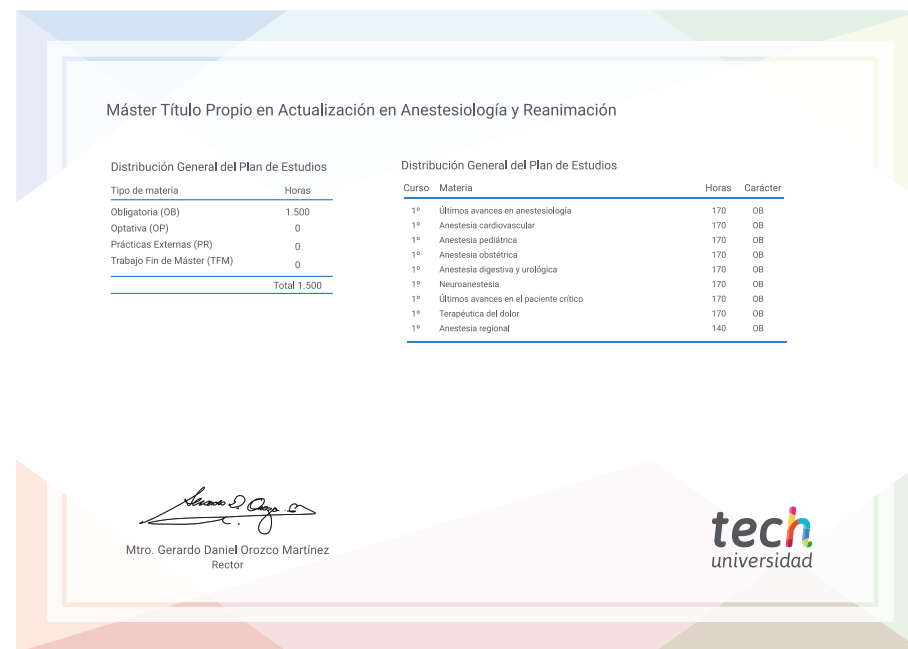 Máster Título Propio en Actualización en Anestesiología y Reanimación
Distribución General del Plan de Estudios
Tipo de materia Horas
Obligatoria (OB) 1.500
Optativa (OP) 0
Prácticas Externas (PR) 0
Trabajo Fin de Máster (TFM) 0
Total 1.500
Distribución General del Plan de Estudios
Curso Materia Horas Carácter
1º Últimos avances en anestesiología 170 OB
1º Anestesia cardiovascular 170 OB
1º Anestesia pediátrica 170 OB
1º Anestesia obstétrica 170 OB
1º Anestesia digestiva y urológica 170 OB
1º Neuroanestesia 170 OB
1º Últimos avances en el paciente crítico 170 OB
1º Terapéutica del dolor 170 OB
1º Anestesia regional 140 OB
Mtro. Gerardo Daniel Orozco Martínez
Rector
tech
universidad